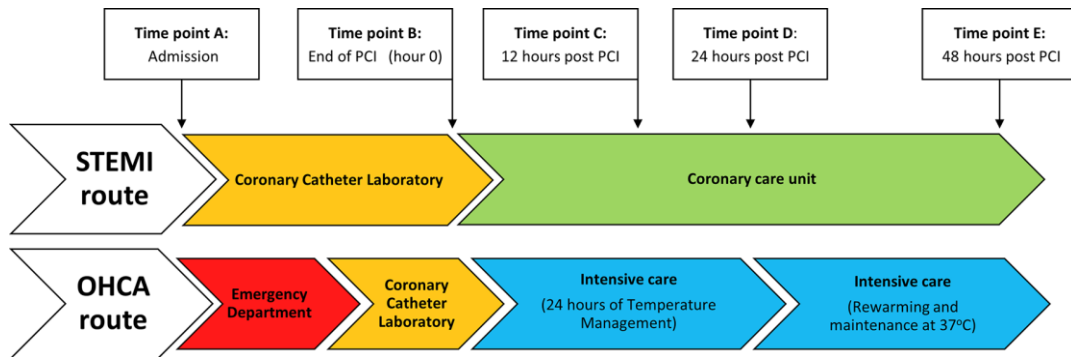 Time point A:
Admission
Time point B:
End of PCI (hour 0)
Time point C:
12 hours post PCI
Time point D:
24 hours post PCI
Time point E:
48 hours post PCI
STEMI
route
Coronary Catheter Laboratory
Coronary care unit
OHCA
route
Emergency
Department
Coronary
Catheter
Laboratory
Intensive care
(24 hours of Temperature
Management)
Intensive care
(Rewarming and
maintenance at 37°C)